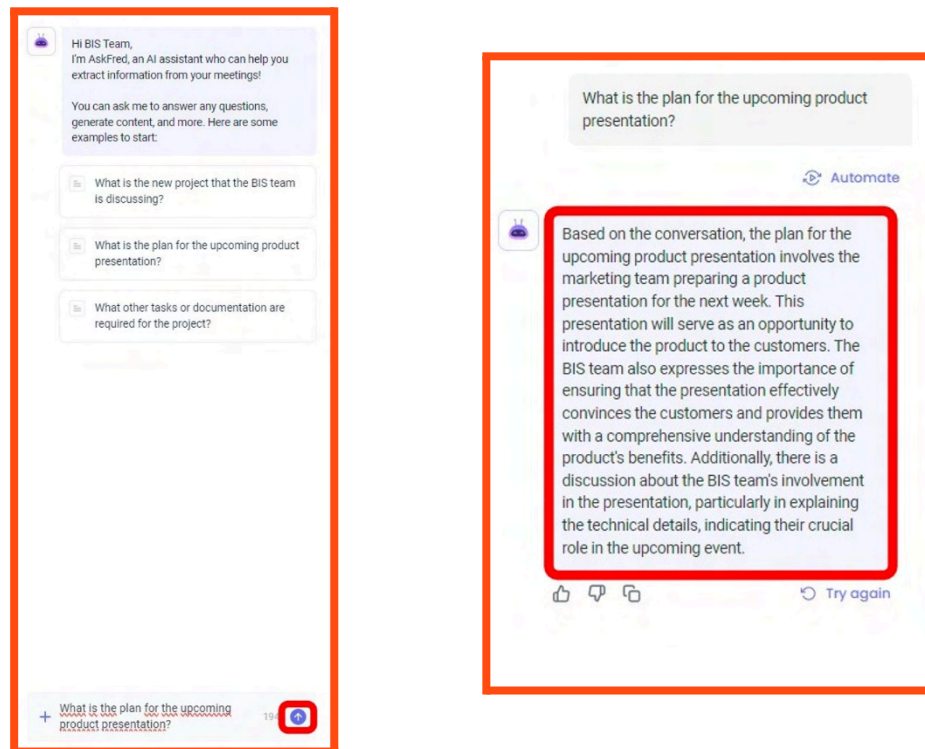 Hi BIS Team,
I'm AskFred, an AI assistant who can help you
extract information from your meetings!
You can ask me to answer any questions,
generate content, and more. Here are some
examples to start:
What is the new project that the BIS team
is discussing?
What is the plan for the upcoming product
presentation?
What other tasks or documentation are
required for the project?
+ What is the plan for the upcoming
product presentation?
What is the plan for the upcoming product
presentation?
Automate
Based on the conversation, the plan for the
upcoming product presentation involves the
marketing team preparing a product
presentation for the next week. This
presentation will serve as an opportunity to
introduce the product to the customers. The
BIS team also expresses the importance of
ensuring that the presentation effectively
convinces the customers and provides them
with a comprehensive understanding of the
product's benefits. Additionally, there is a
discussion about the BIS team's involvement
in the presentation, particularly in explaining
the technical details, indicating their crucial
role in the upcoming event.
Try again